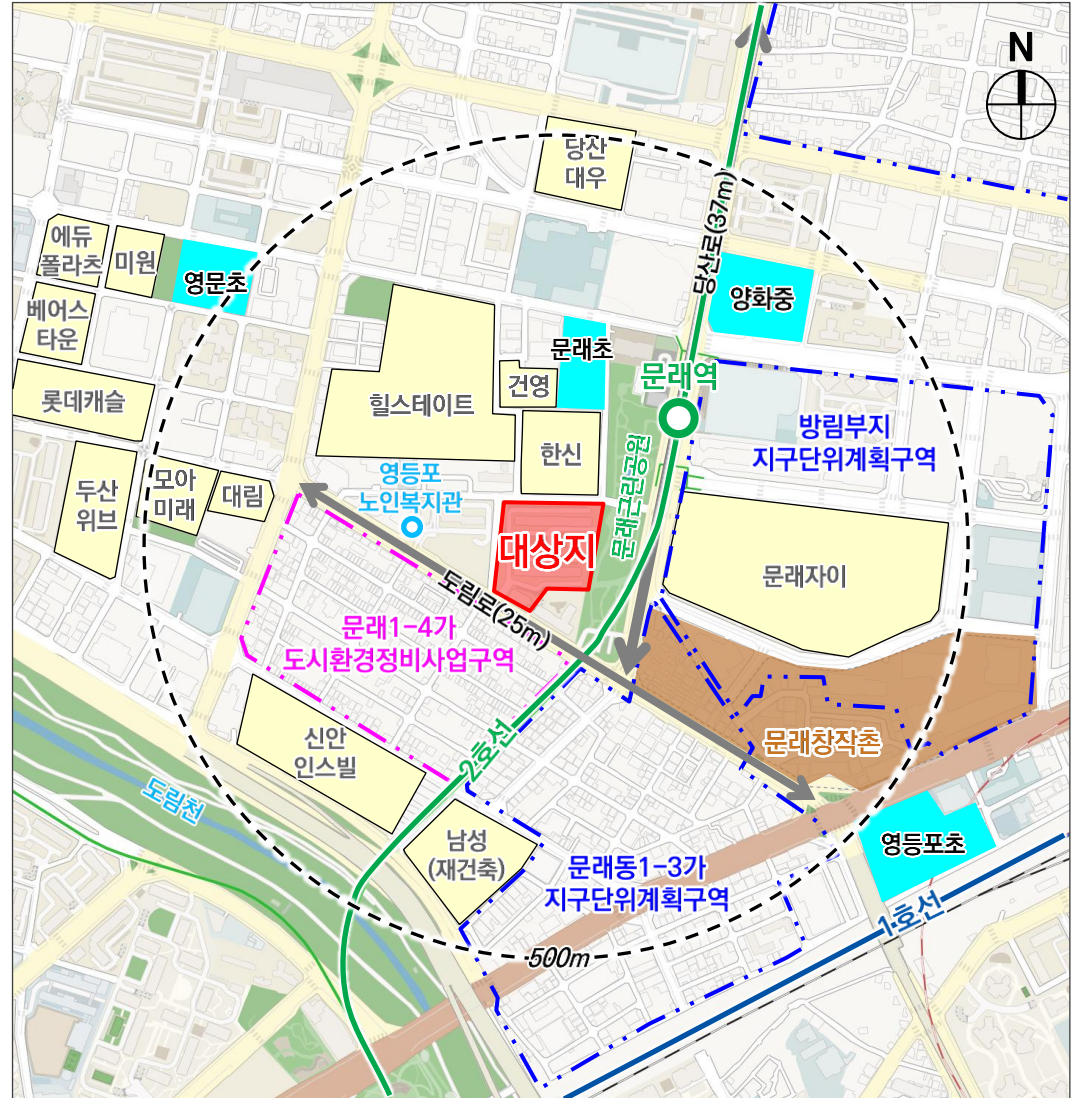 N
당산
대우
당산로(37m)
에듀
폴라츠
미원
영문초
양화중
베어스
타운
문래초
문래역
건영
롯데캐슬
힐스테이트
방림부지
지구단위계획구역
한신
문래근린공원
영등포
노인복지관
두산
위브
모아
미래
대림
대상지
문래자이
도림로(25m)
문래1-4가
도시환경정비사업구역
문래창작촌
신안
인스빌
2호선
도림천
남성
(재건축)
영등포초
문래동1-3가
지구단위계획구역
1호선
500m